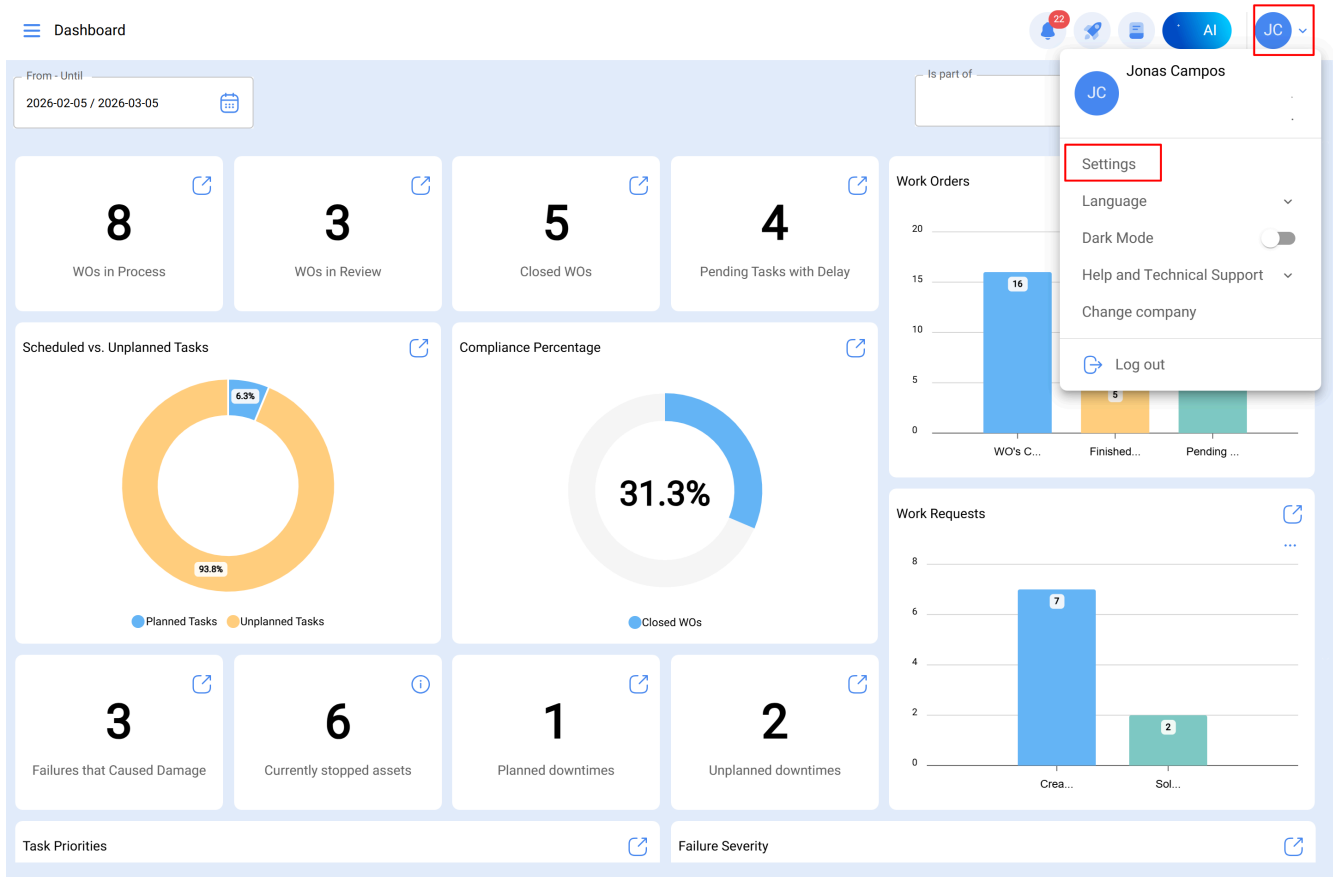 Dashboard
22
AI
JC
From - Until
2026-02-05 / 2026-03-05
Is part of
JC
Jonas Campos
Settings
Language
Dark Mode
Help and Technical Support
Change company
Log out
8
WOs in Process
3
WOs in Review
5
Closed WOs
4
Pending Tasks with Delay
Work Orders
20
15
10
5
0
16
5
WO's C...
Finished...
Pending ...
Scheduled vs. Unplanned Tasks
6.3%
93.8%
Planned Tasks
Unplanned Tasks
Compliance Percentage
31.3%
Closed WOs
Work Requests
...
8
6
4
2
0
7
2
Crea...
Sol...
3
Failures that Caused Damage
6
Currently stopped assets
1
Planned downtimes
2
Unplanned downtimes
Task Priorities
Failure Severity